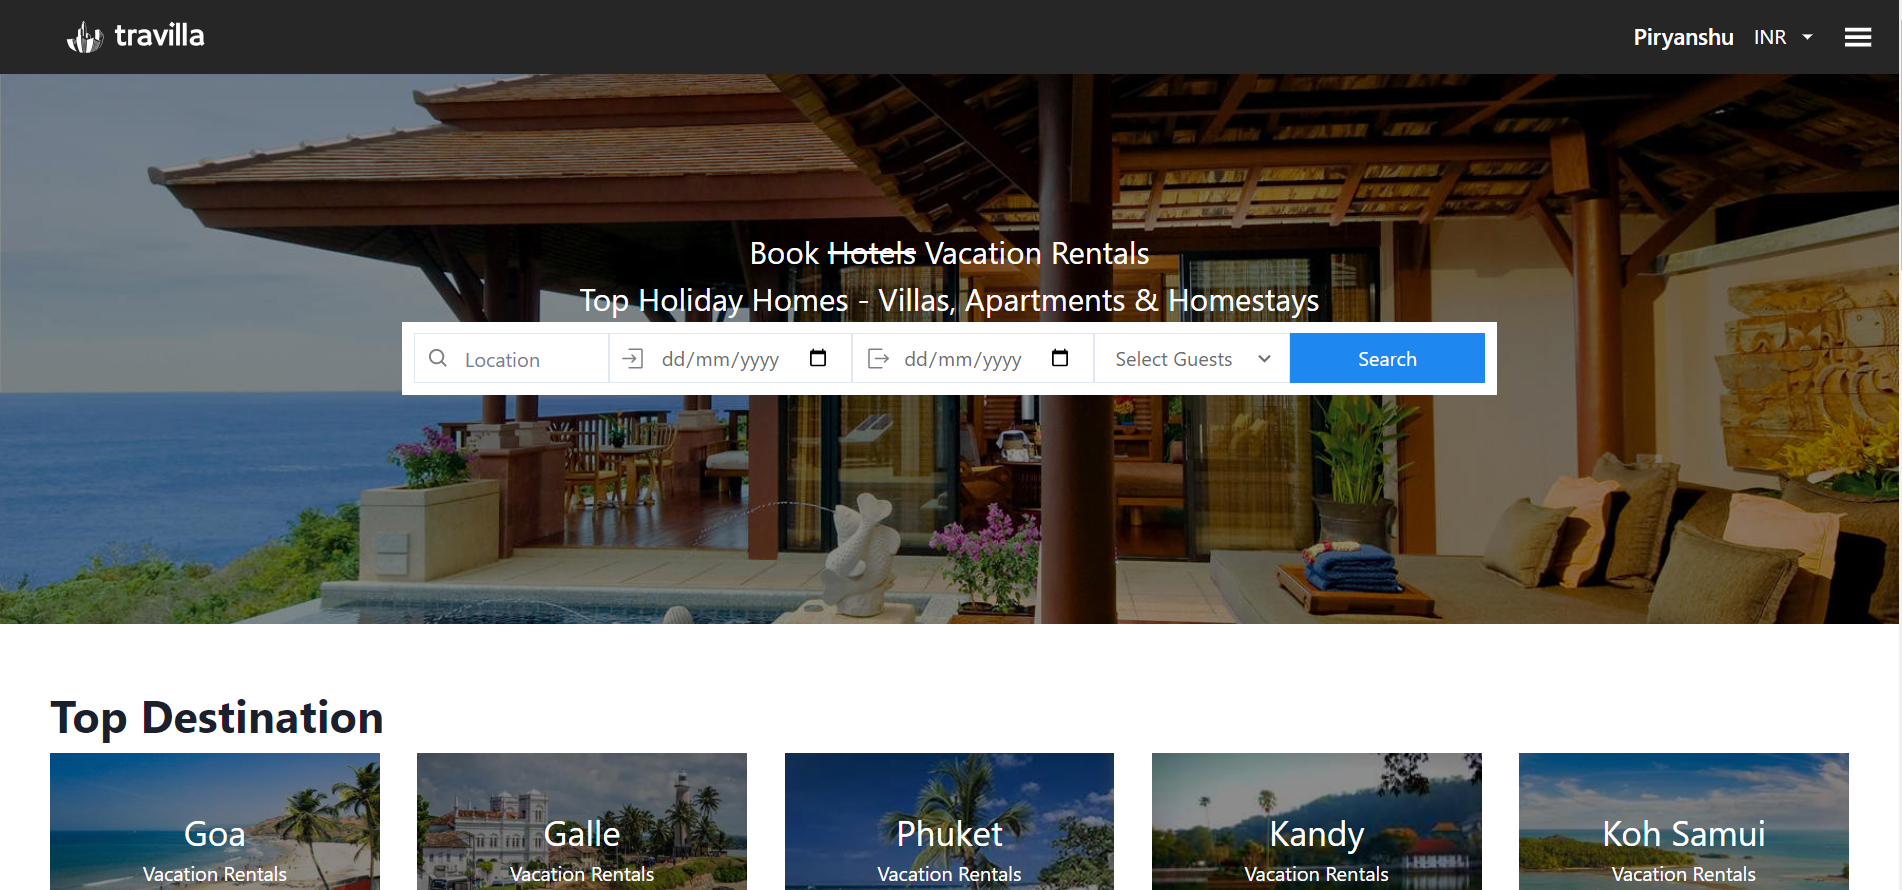 travilla
Piryanshu INR
Book Hotels Vacation Rentals
Top Holiday Homes - Villas, Apartments & Homestays
Location dd/mm/yyyy dd/mm/yyyy Select Guests Search
Top Destination
Goa Galle Phuket Kandy Koh Samui
Vacation Rentals Vacation Rentals Vacation Rentals Vacation Rentals Vacation Rentals